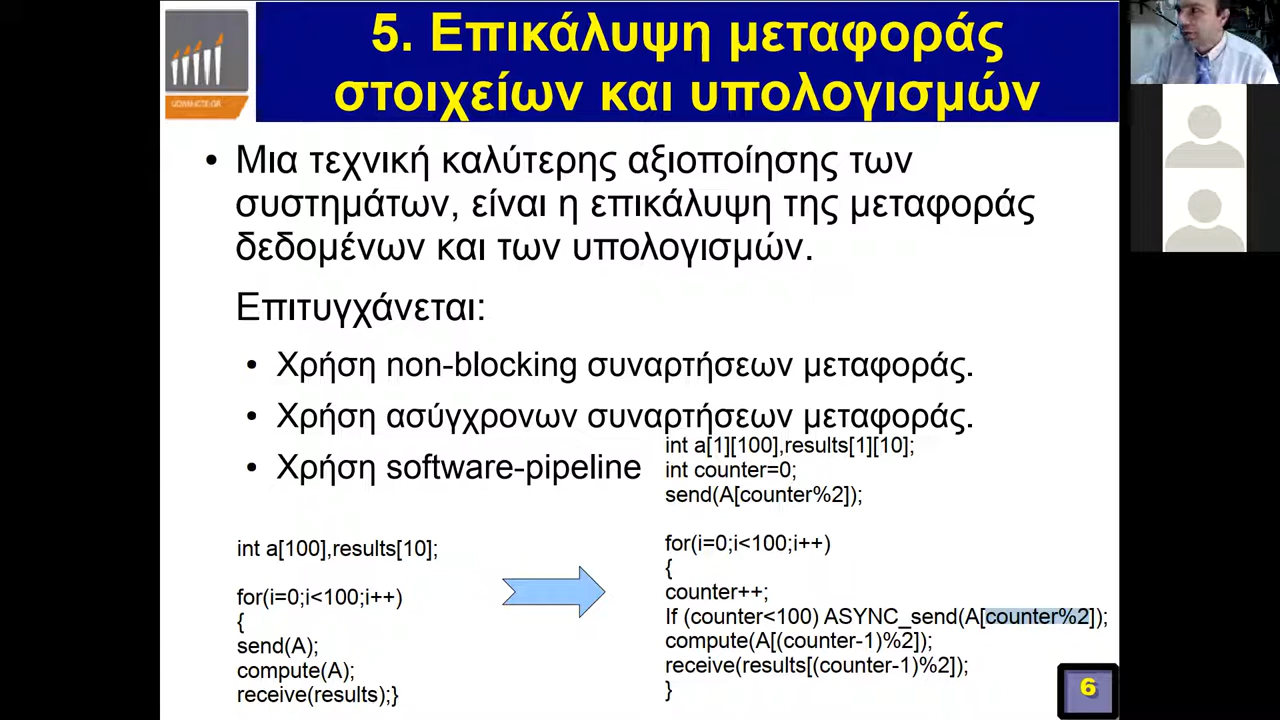 5. Επικάλυψη μεταφοράς
στοιχείων και υπολογισμών
• Μια τεχνική καλύτερης αξιοποίησης των
συστημάτων, είναι η επικάλυψη της μεταφοράς
δεδομένων και των υπολογισμών.
Επιτυγχάνεται:
• Χρήση non-blocking συναρτήσεων μεταφοράς.
• Χρήση ασύγχρονων συναρτήσεων μεταφοράς.
• Χρήση software-pipeline
int a[100],results[10];
for(i=0;i<100;i++)
{
send(A);
compute(A);
receive(results);}
int a[1][100],results[1][10];
int counter=0;
send(A[counter%2]);
for(i=0;i<100;i++)
{
counter++;
If (counter<100) ASYNC_send(A[counter%2]);
compute(A[(counter-1)%2]);
receive(results[(counter-1)%2]);
}
6